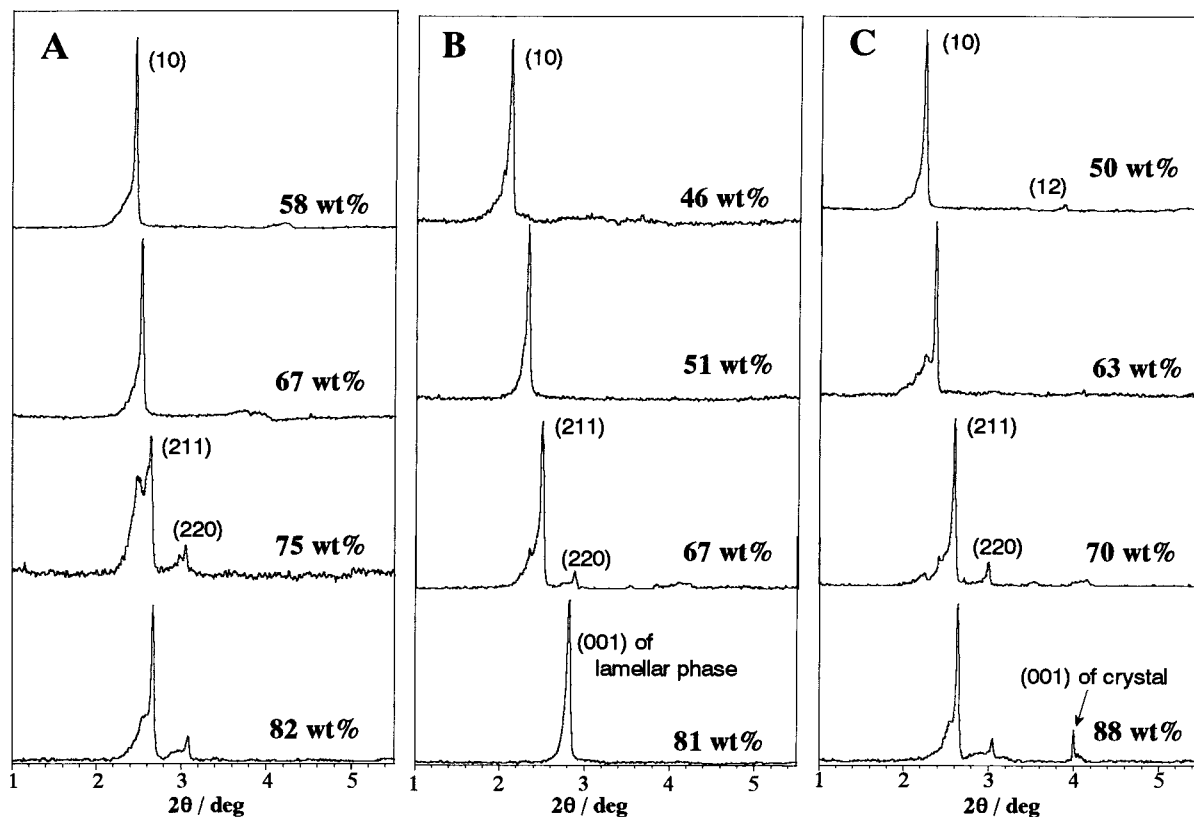 A
(10)
58 wt%
67 wt%
(211)
(220)
75 wt%
82 wt%
1 2 3 4 5
2θ / deg
B
(10)
46 wt%
51 wt%
(211)
(220)
67 wt%
(001) of
lamellar phase
81 wt%
1 2 3 4 5
2θ / deg
C
(10)
(12)
50 wt%
63 wt%
(211)
(220)
70 wt%
(001) of crystal
88 wt%
1 2 3 4 5
2θ / deg